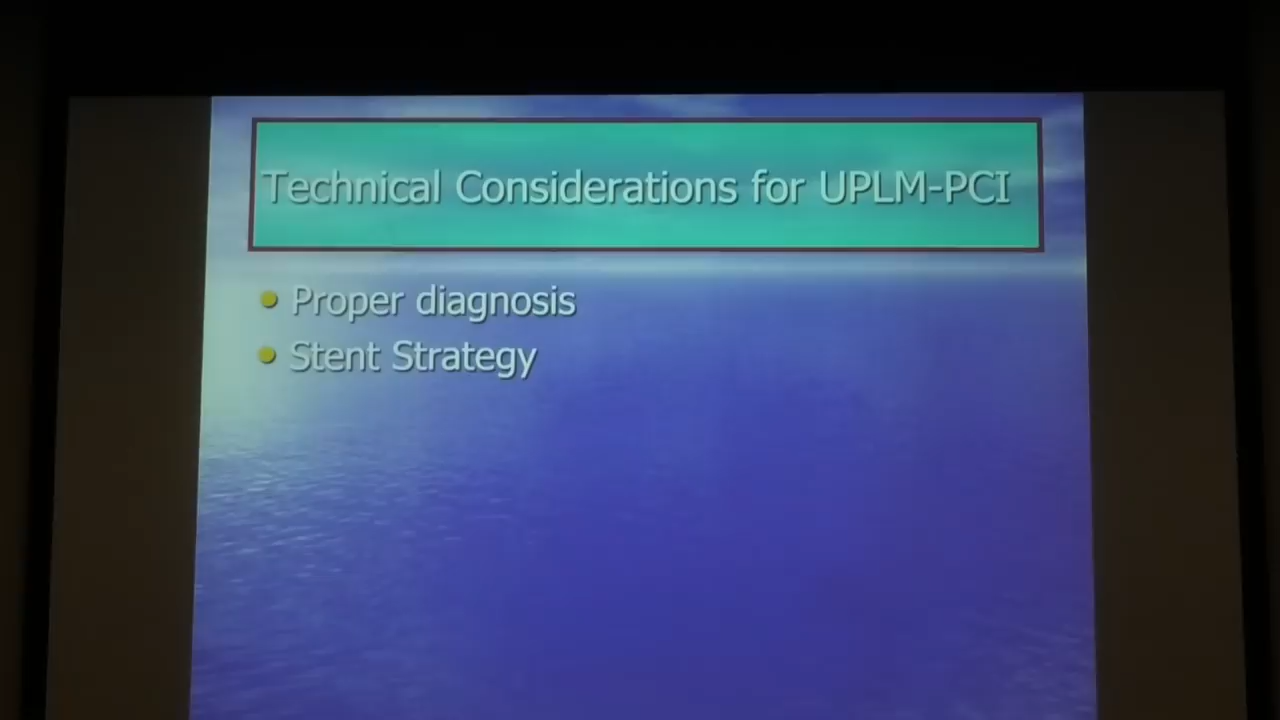 Technical Considerations for UPLM-PCI
Proper diagnosis
Stent Strategy